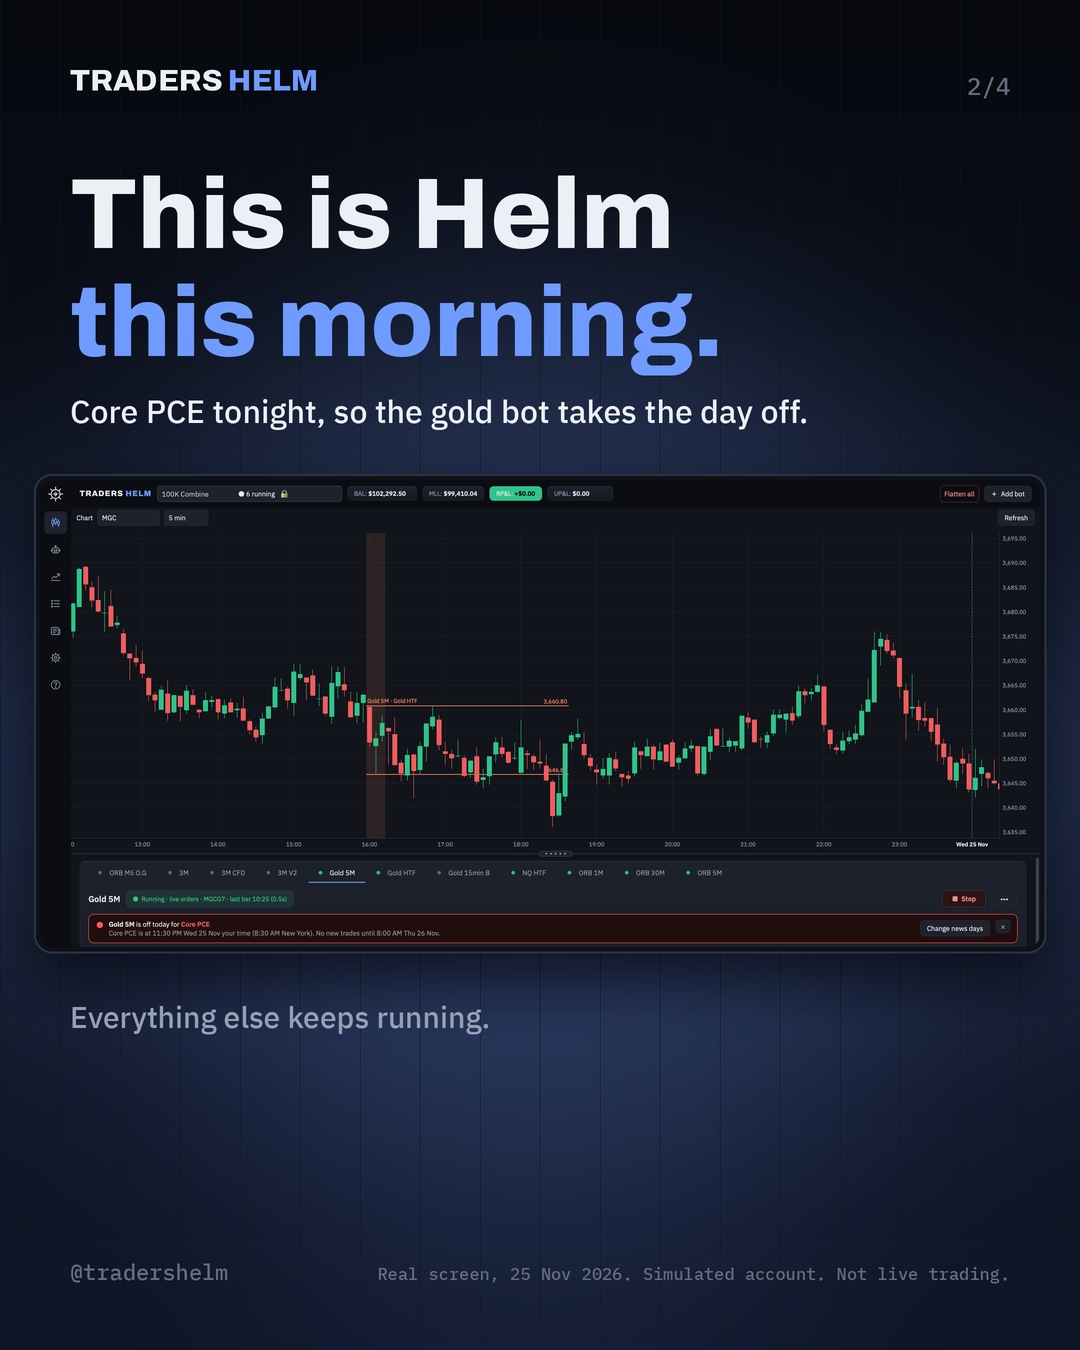 TRADERS HELM
2/4
This is Helm
this morning.
Core PCE tonight, so the gold bot takes the day off.
TRADERS HELM
100K Combine
6 running
BAL: $102,292.50
MLL: $99,410.04
RP&L: +$0.00
UP&L: $0.00
Flatten all
+ Add bot
Chart
MGC
5 min
Refresh
3,695.00
3,690.00
3,685.00
3,680.00
3,675.00
3,670.00
3,665.00
3,660.00
3,655.00
3,650.00
3,645.00
3,640.00
3,635.00
Gold 5M · Gold HTF
3,660.80
13:00
14:00
15:00
16:00
17:00
18:00
19:00
20:00
21:00
22:00
23:00
Wed 25 Nov
ORB M5 O.G
3M
3M CFD
3M V2
Gold 5M
Gold HTF
Gold 15min B
NQ HTF
ORB 1M
ORB 30M
ORB 5M
Gold 5M
Running · live orders · MGCG7 · last bar 10:25 (0.5s)
Stop
Gold 5M is off today for Core PCE
Core PCE is at 11:30 PM Wed 25 Nov your time (8:30 AM New York). No new trades until 8:00 AM Thu 26 Nov.
Change news days
Everything else keeps running.
@tradershelm
Real screen, 25 Nov 2026. Simulated account. Not live trading.